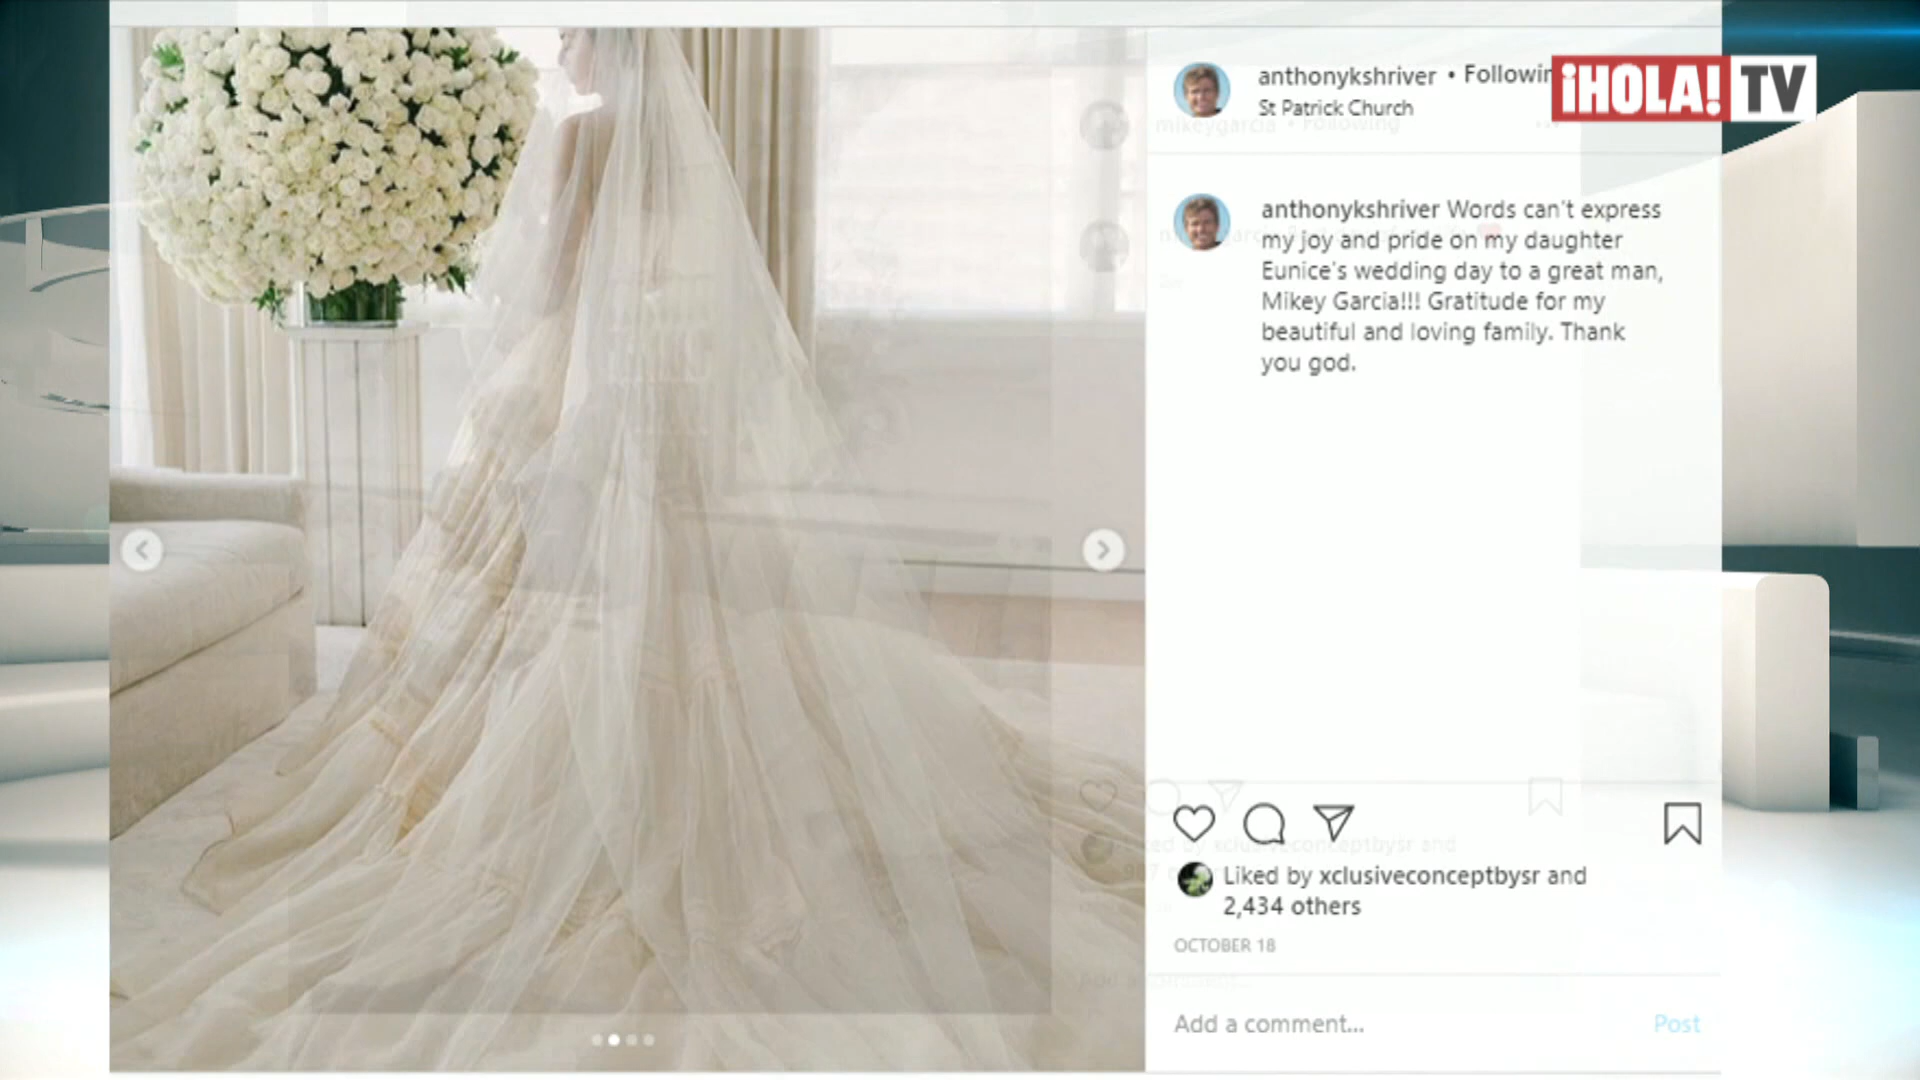 anthonykshriver • Followin
¡HOLA! TV
St Patrick Church
mikeygarcia • Following
anthonykshriver Words can't express
my joy and pride on my daughter
Eunice's wedding day to a great man,
Mikey Garcia!!! Gratitude for my
beautiful and loving family. Thank
you god.
Liked by xclusiveconceptbysr and
2,434 others
OCTOBER 18
Add a comment...
Post